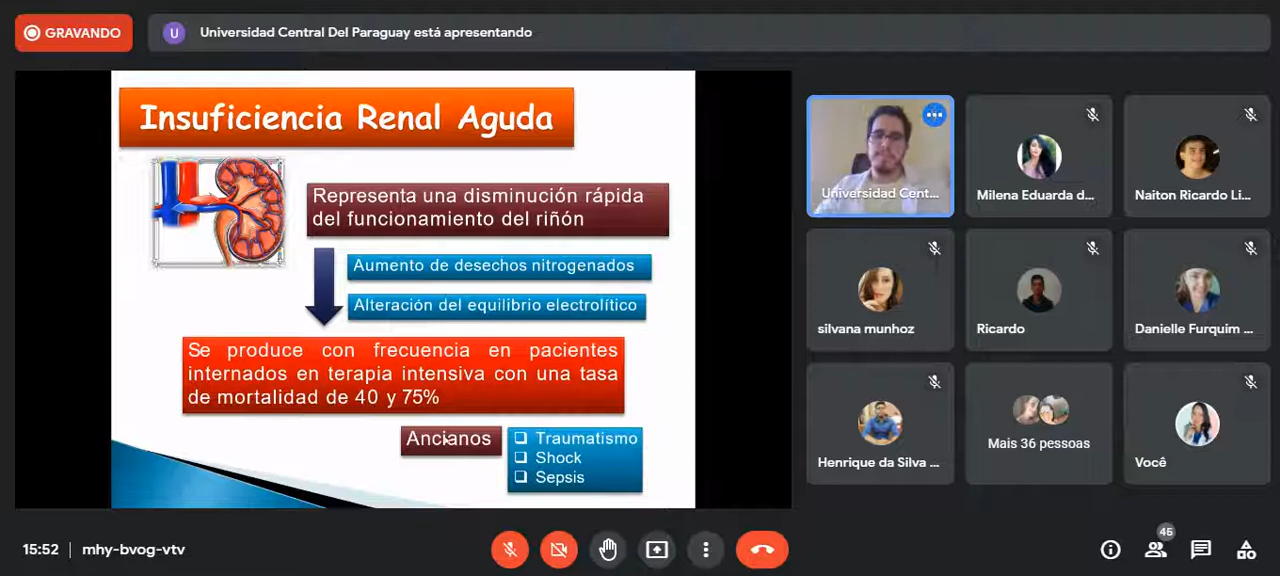 GRAVANDO
U
Universidad Central Del Paraguay está apresentando
Insuficiencia Renal Aguda
Representa una disminución rápida
del funcionamiento del riñón
Aumento de desechos nitrogenados
Alteración del equilibrio electrolítico
Se produce con frecuencia en pacientes
internados en terapia intensiva con una tasa
de mortalidad de 40 y 75%
Ancianos
Traumatismo
Shock
Sepsis
Universidad Cent...
Milena Eduarda d...
Naiton Ricardo Li...
silvana munhoz
Ricardo
Danielle Furquim ...
Henrique da Silva ...
Mais 36 pessoas
Você
15:52 | mhy-bvog-vtv
45